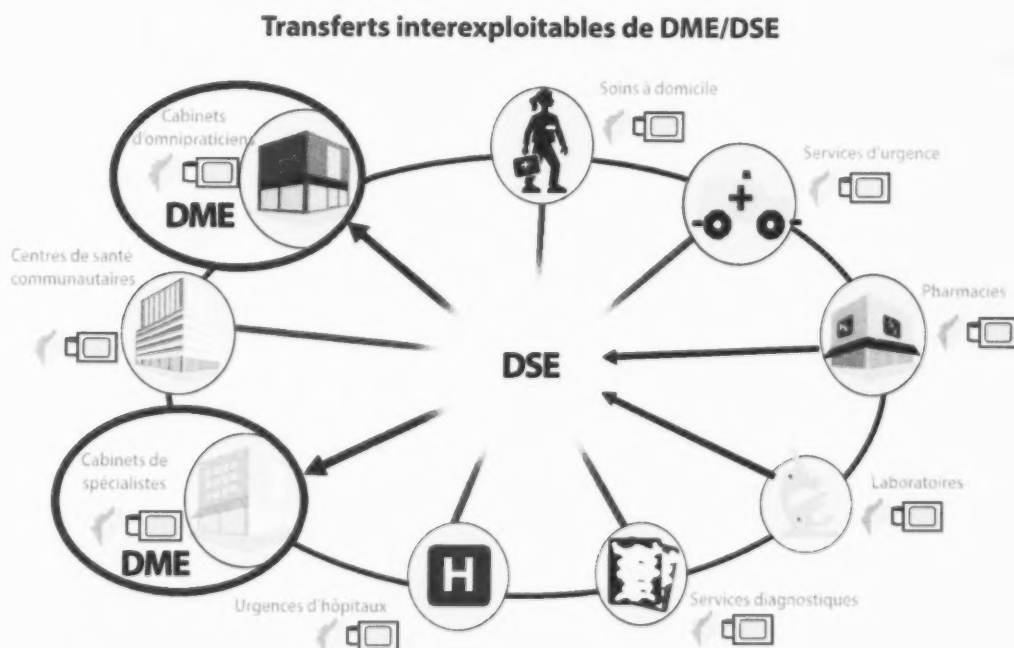 Transferts interexploitables de DME/DSE
Soins à domicile
Cabinets
d'omnipraticiens
DME
Services d'urgence
Centres de santé
communautaires
Pharmacies
DSE
Cabinets de
spécialistes
DME
Laboratoires
H
Urgences d'hôpitaux
Services diagnostiques